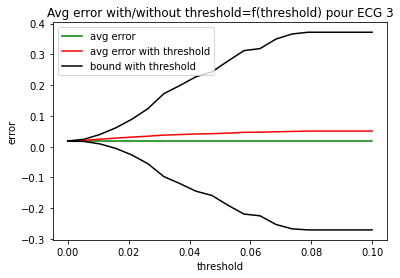 Avg error with/without threshold=f(threshold) pour ECG 3
avg error
avg error with threshold
bound with threshold
error
0.4
0.3
0.2
0.1
0.0
−0.1
−0.2
−0.3
0.00 0.02 0.04 0.06 0.08 0.10
threshold